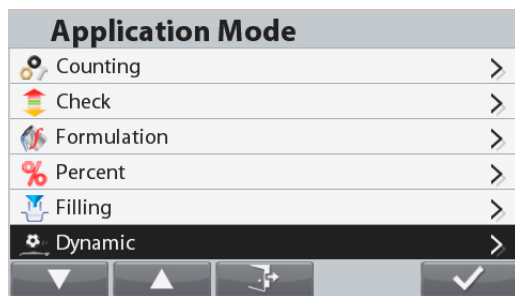 Application Mode
Counting
Check
Formulation
Percent
Filling
Dynamic